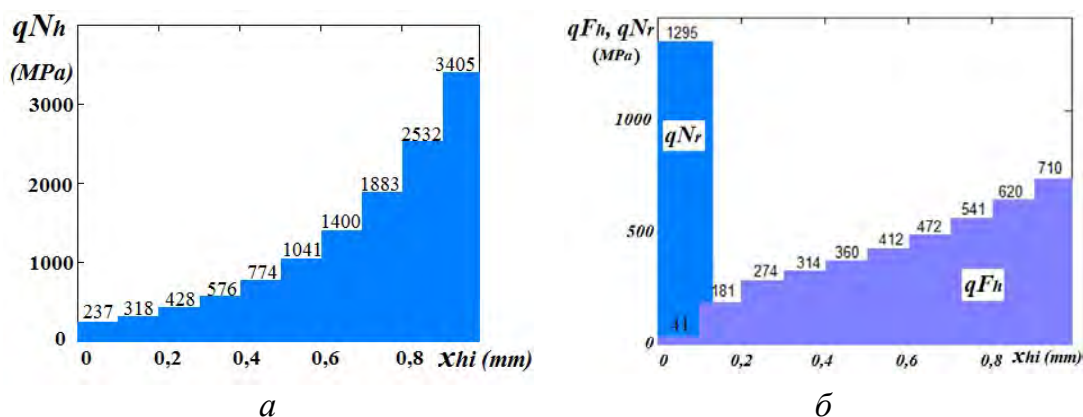 qNh
(MPa)
3405
3000
2532
2000
1883
1400
1041
1000
774
576
428
318
237
0
0 0,2 0,4 0,6 0,8 xhi (mm)
а
qFh, qNr
(MPa)
1295
1000
qNr
710
620
541
500
472
412
360
314
274
181
qFh
41
0
0,2 0,4 0,6 0,8 xhi (mm)
б